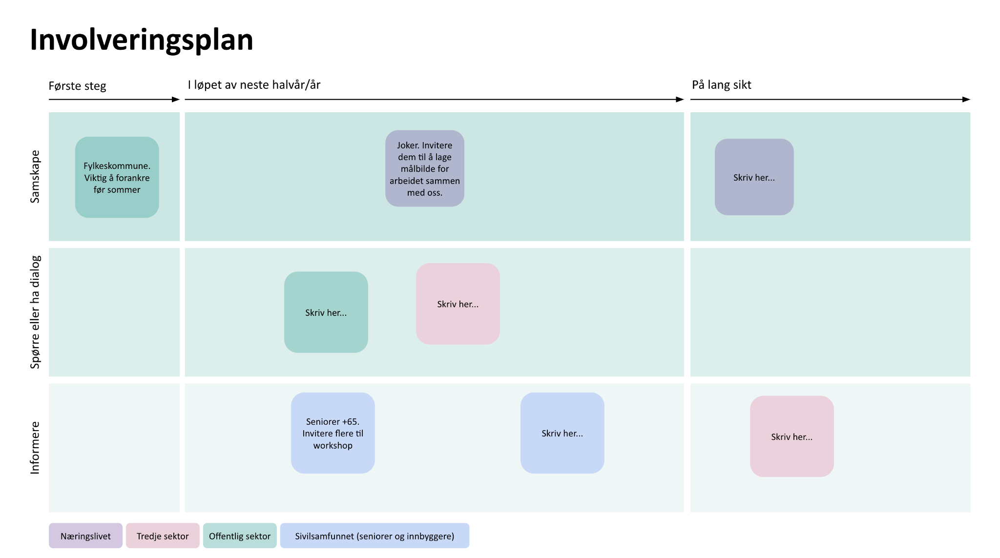 Involveringsplan
Første steg
I løpet av neste halvår/år
På lang sikt
Samskape
Fylkeskommune.
Viktig å forankre
før sommer
Joker. Invitere
dem til å lage
målbilde for
arbeidet sammen
med oss.
Skriv her...
Spørre eller ha dialog
Skriv her...
Skriv her...
Informere
Seniorer +65.
Invitere flere til
workshop
Skriv her...
Skriv her...
Næringslivet
Tredje sektor
Offentlig sektor
Sivilsamfunnet (seniorer og innbyggere)